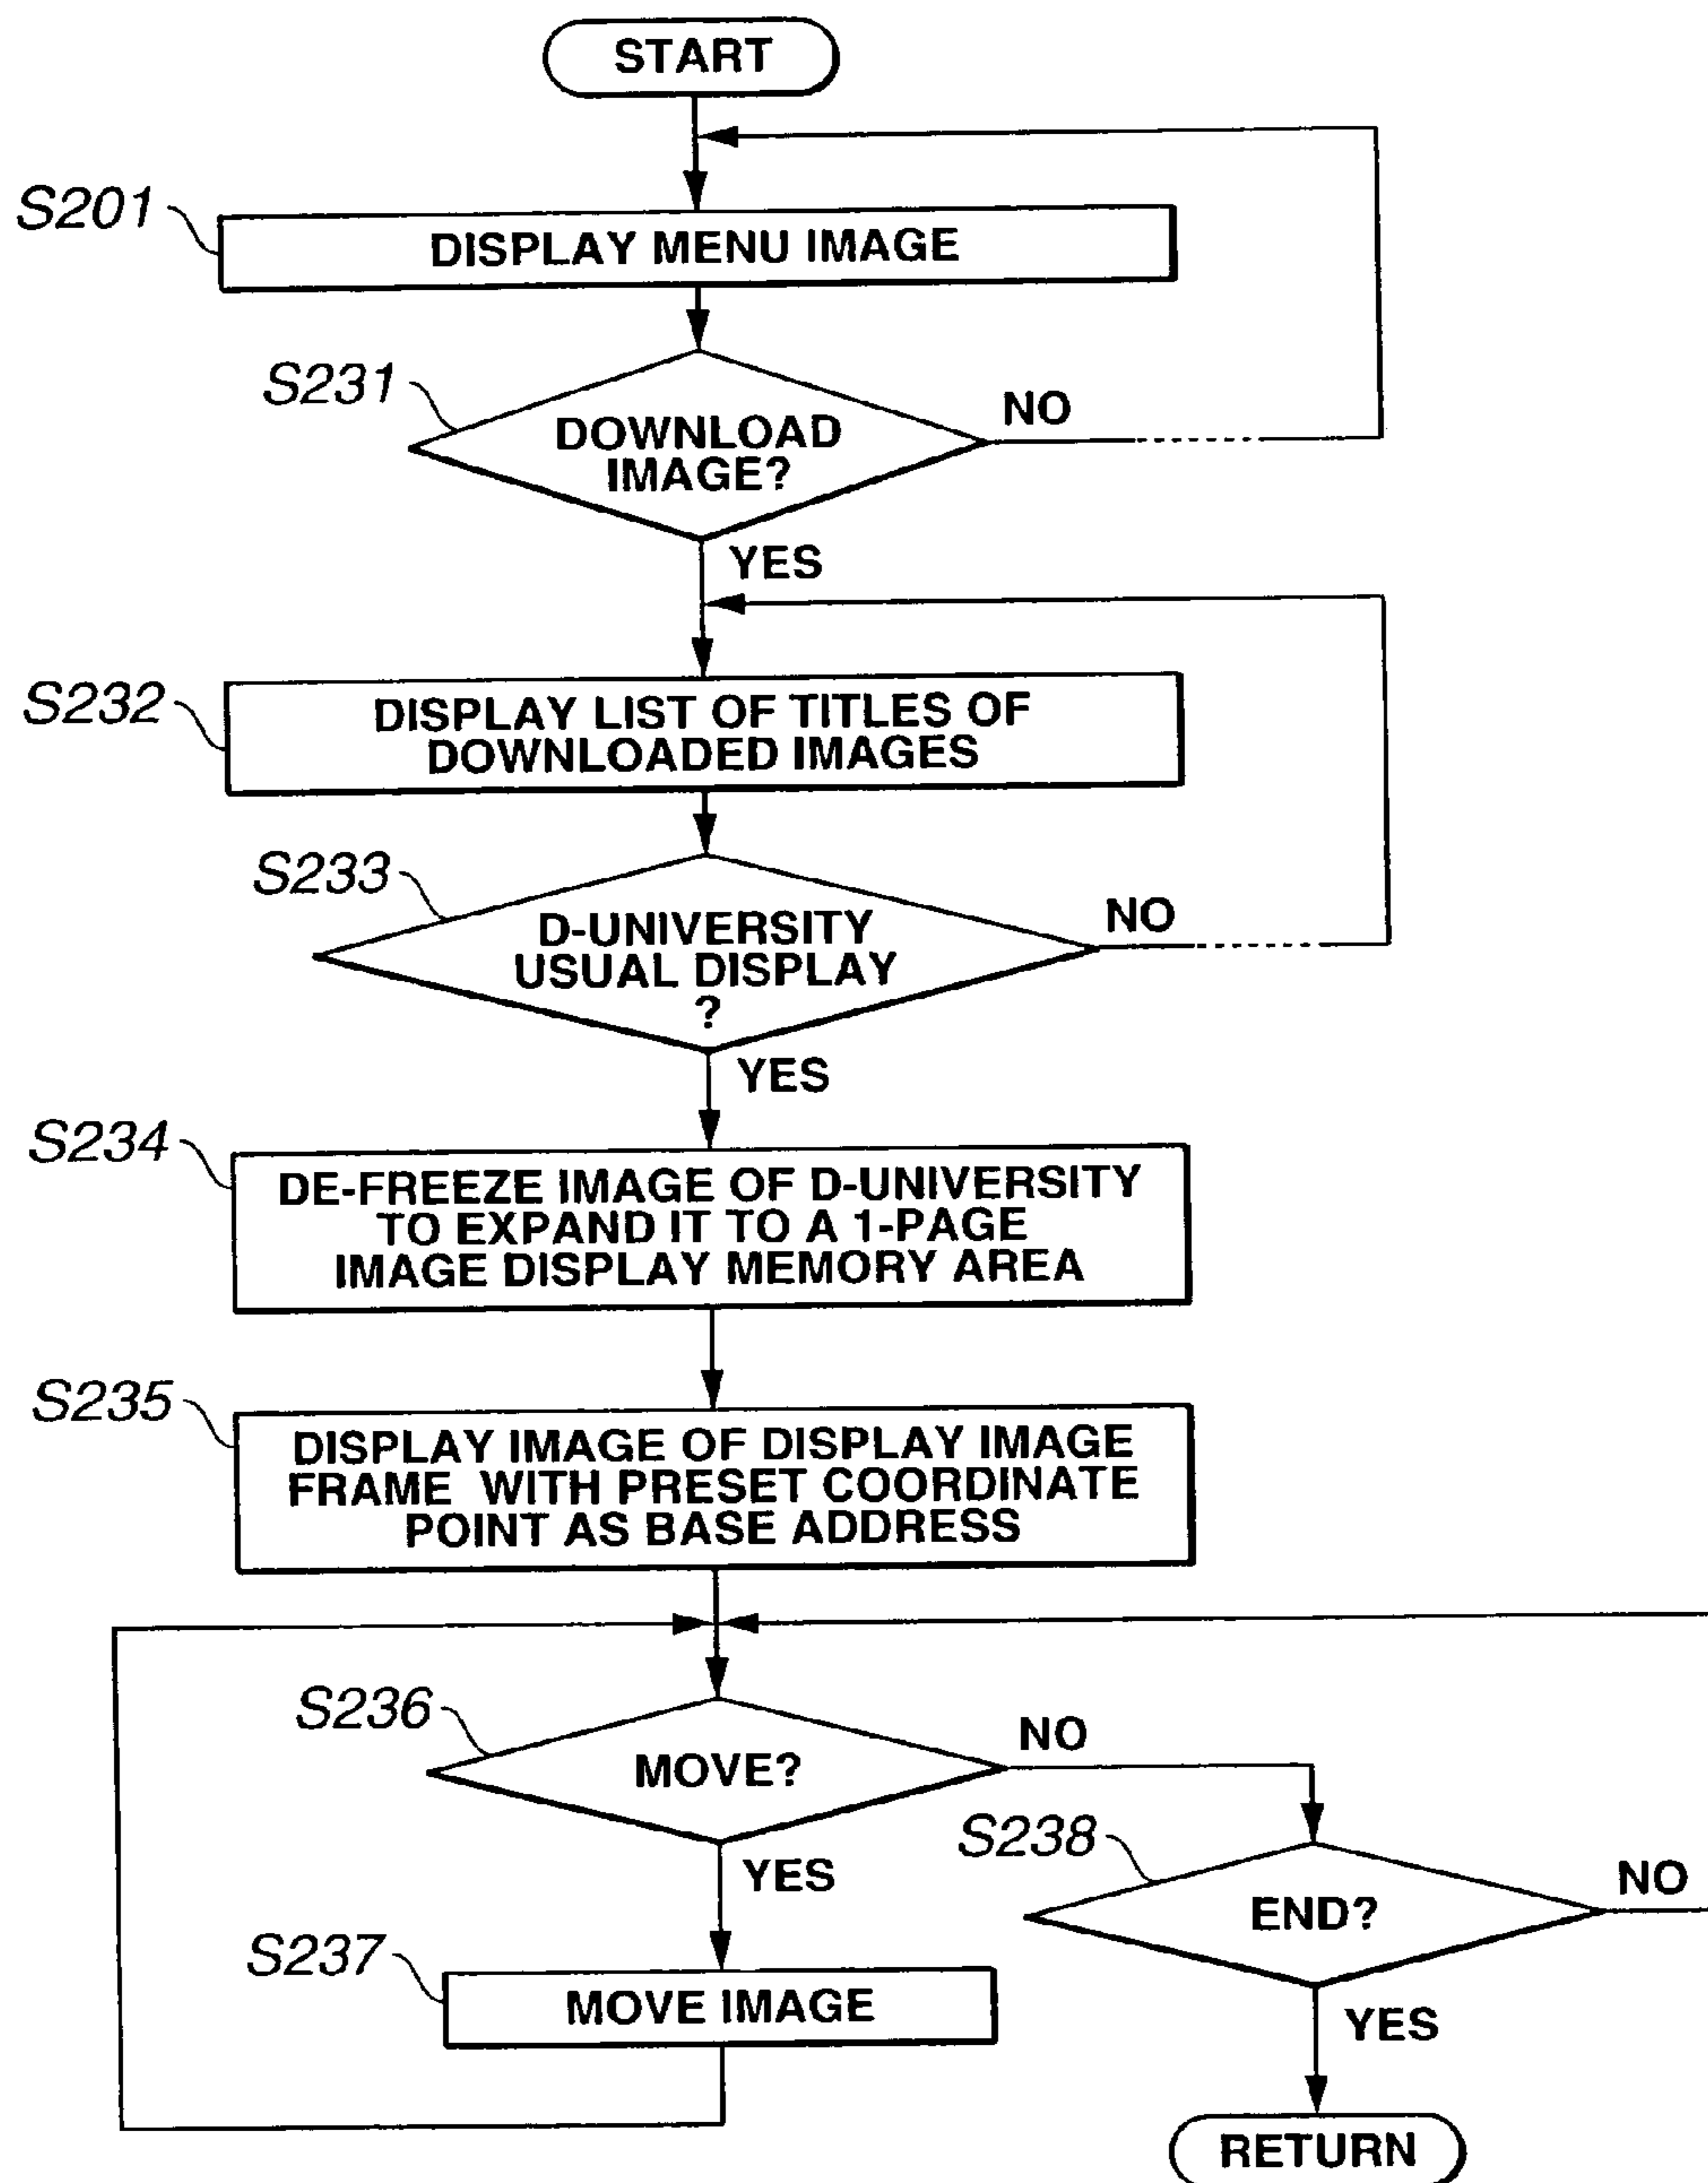 START
S201
DISPLAY MENU IMAGE
S231
DOWNLOAD
IMAGE?
NO
YES
S232
DISPLAY LIST OF TITLES OF
DOWNLOADED IMAGES
S233
D-UNIVERSITY
USUAL DISPLAY
?
NO
YES
S234
DE-FREEZE IMAGE OF D-UNIVERSITY
TO EXPAND IT TO A 1-PAGE
IMAGE DISPLAY MEMORY AREA
S235
DISPLAY IMAGE OF DISPLAY IMAGE
FRAME WITH PRESET COORDINATE
POINT AS BASE ADDRESS
S236
MOVE?
NO
YES
S238
END?
NO
S237
MOVE IMAGE
YES
RETURN